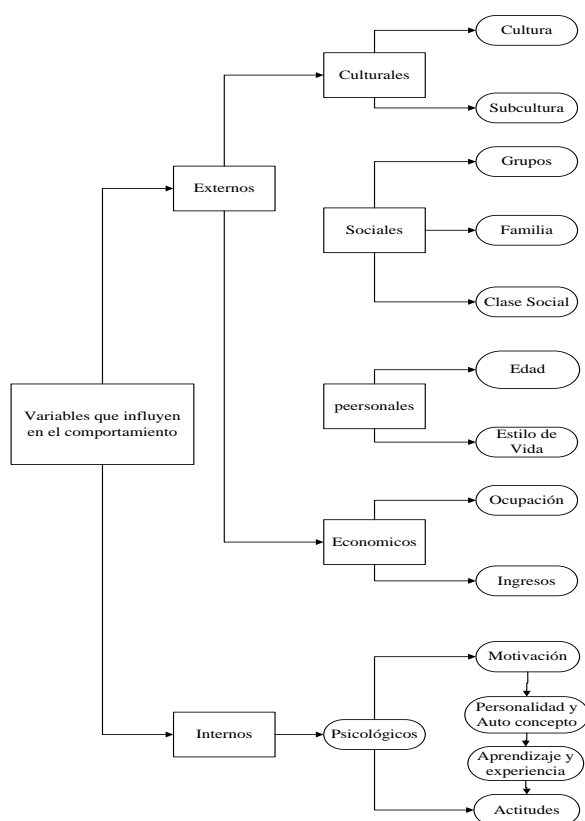 Cultura
Culturales
Subcultura
Grupos
Externos
Sociales
Familia
Clase Social
Edad
Variables que influyen
en el comportamiento
peersonales
Estilo de
Vida
Ocupación
Economicos
Ingresos
Motivación
Personalidad y
Auto concepto
Internos
Psicológicos
Aprendizaje y
experiencia
Actitudes